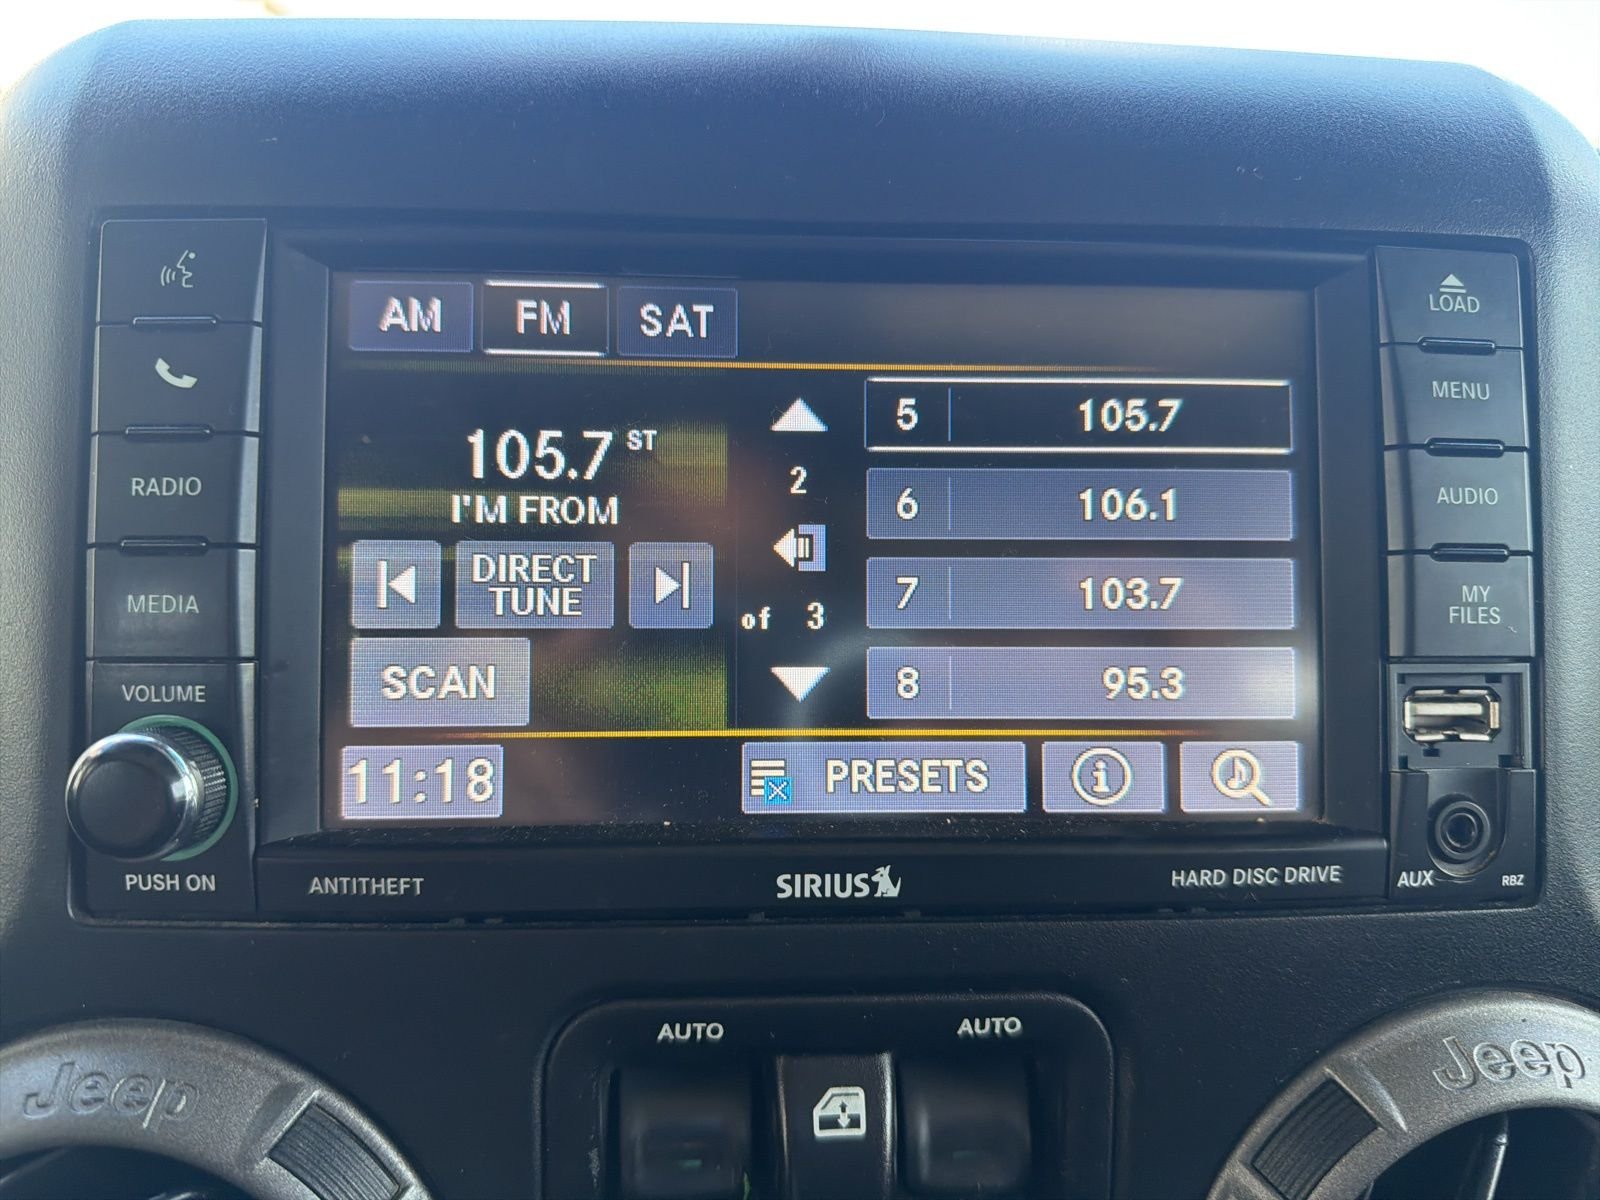 AM FM SAT
LOAD
MENU
RADIO
AUDIO
MEDIA
MY
FILES
VOLUME
PUSH ON
105.7 ST
I'M FROM
DIRECT
TUNE
SCAN
11:18
2
of 3
5 105.7
6 106.1
7 103.7
8 95.3
PRESETS
i
ANTITHEFT
SIRIUS
HARD DISC DRIVE
AUX
RBZ
AUTO
AUTO
Jeep
Jeep